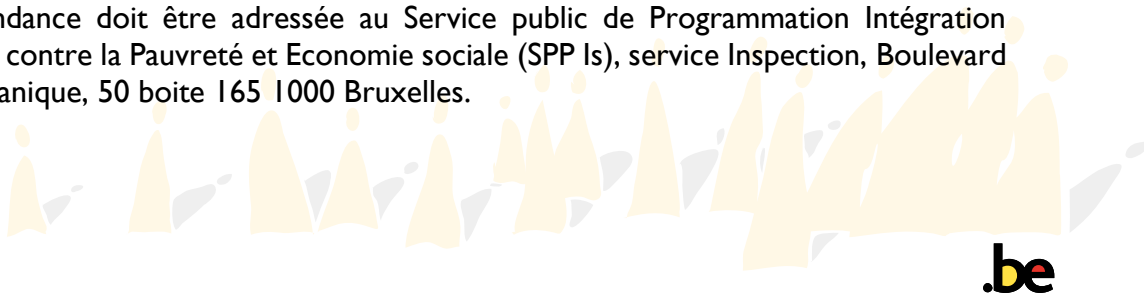 ndance doit être adressée au Service public de Programmation Intégration
contre la Pauvreté et Economie sociale (SPP Is), service Inspection, Boulevard
anique, 50 boite 165 1000 Bruxelles.
.be